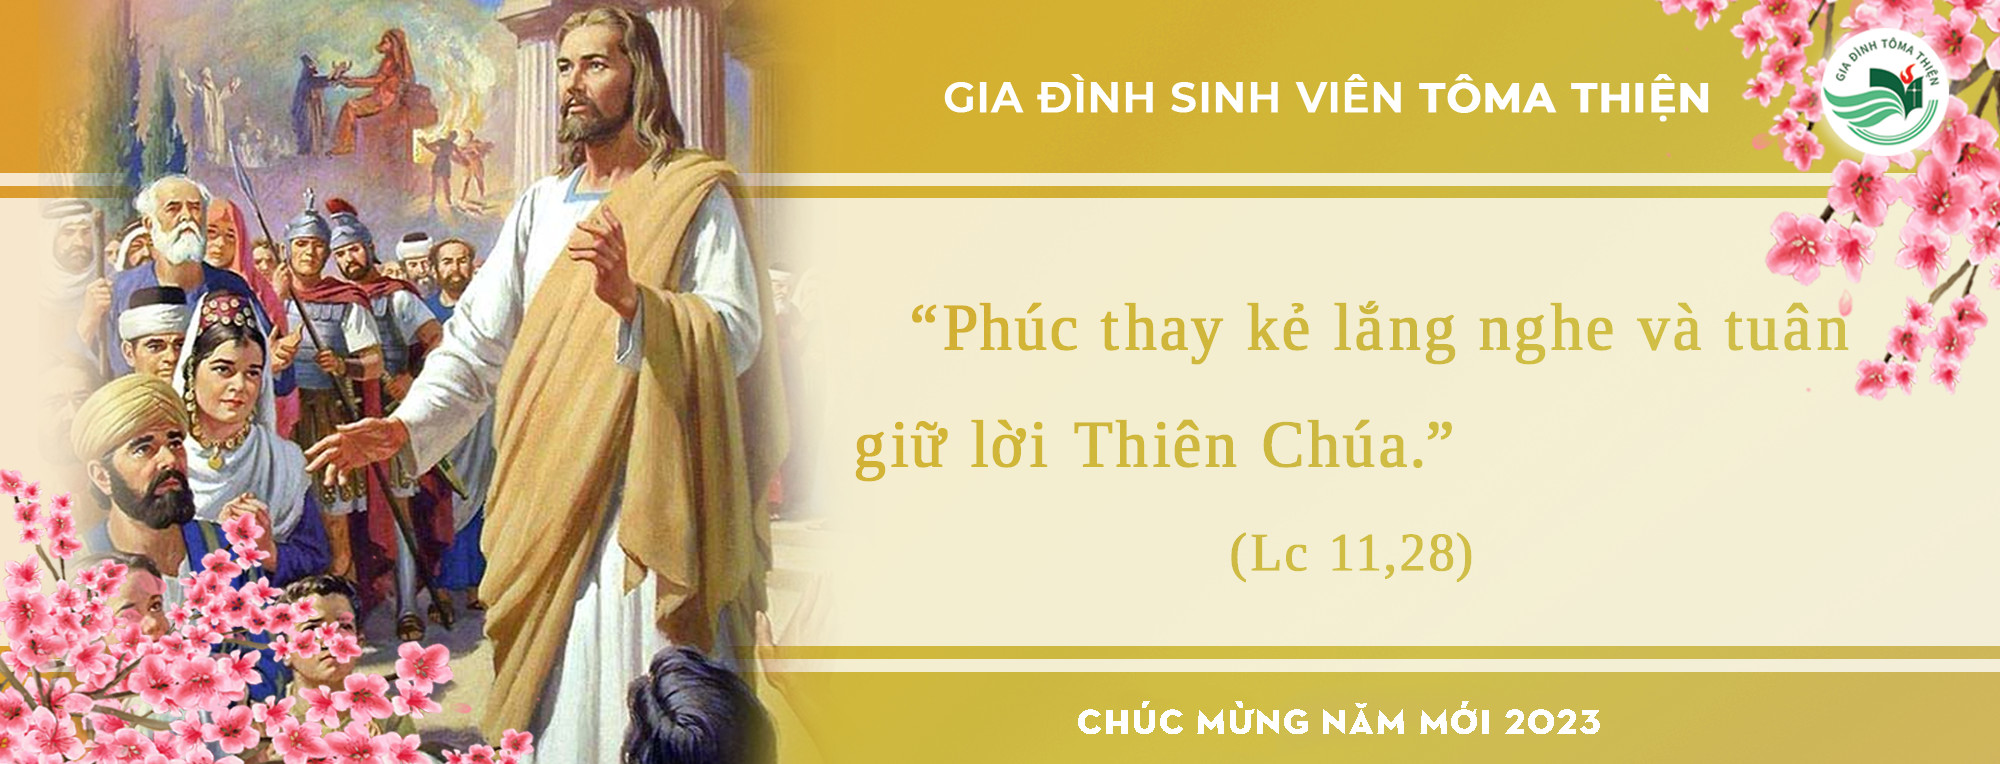 GIA ĐÌNH SINH VIÊN TÔMA THIỆN
GIA ĐÌNH TÔMA THIỆN
“Phúc thay kẻ lắng nghe và tuân
giữ lời Thiên Chúa.”
(Lc 11,28)
CHÚC MỪNG NĂM MỚI 2023